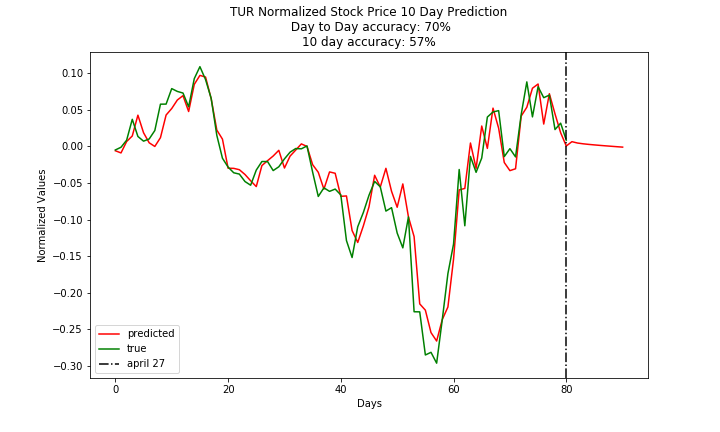 TUR Normalized Stock Price 10 Day Prediction
Day to Day accuracy: 70%
10 day accuracy: 57%
Normalized Values
0.10
0.05
0.00
−0.05
−0.10
−0.15
−0.20
−0.25
−0.30
predicted
true
april 27
0 20 40 60 80
Days